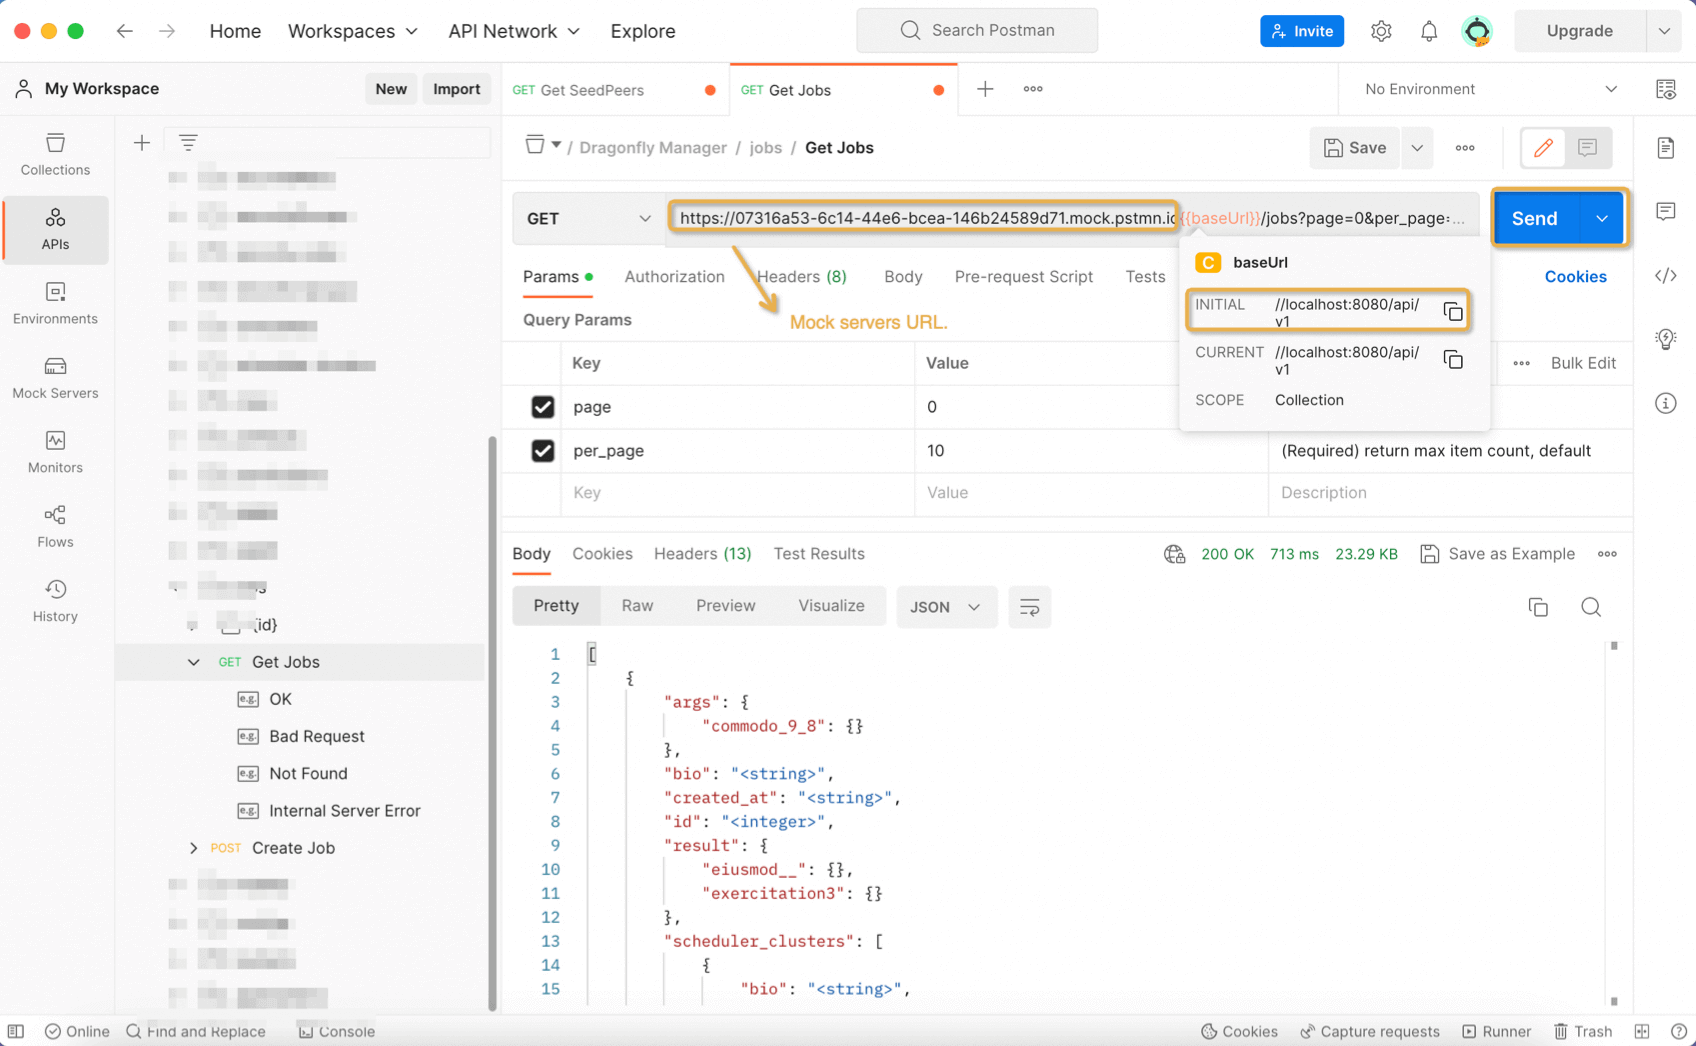 Home
Workspaces
API Network
Explore
Search Postman
Invite
Upgrade
My Workspace
New
Import
GET Get SeedPeers
GET Get Jobs
No Environment
Collections
APIs
Environments
Mock Servers
Monitors
Flows
History
/ Dragonfly Manager / jobs / Get Jobs
Save
GET
https://07316a53-6c14-44e6-bcea-146b24589d71.mock.pstmn.io{{baseUrl}}/jobs?page=0&per_page=...
Send
Params
Authorization
Headers (8)
Body
Pre-request Script
Tests
Cookies
C baseUrl
INITIAL //localhost:8080/api/
v1
CURRENT //localhost:8080/api/
v1
SCOPE Collection
Query Params
Mock servers URL.
Key
Value
Bulk Edit
page
0
per_page
10
(Required) return max item count, default
Key
Value
Description
{id}
GET Get Jobs
e.g. OK
e.g. Bad Request
e.g. Not Found
e.g. Internal Server Error
POST Create Job
Body
Cookies
Headers (13)
Test Results
200 OK
713 ms
23.29 KB
Save as Example
Pretty
Raw
Preview
Visualize
JSON
1 [
2 {
3 "args": {
4 "commodo_9_8": {}
5 },
6 "bio": "<string>",
7 "created_at": "<string>",
8 "id": "<integer>",
9 "result": {
10 "eiusmod__": {},
11 "exercitation3": {}
12 },
13 "scheduler_clusters": [
14 {
15 "bio": "<string>",
Online
Find and Replace
Console
Cookies
Capture requests
Runner
Trash